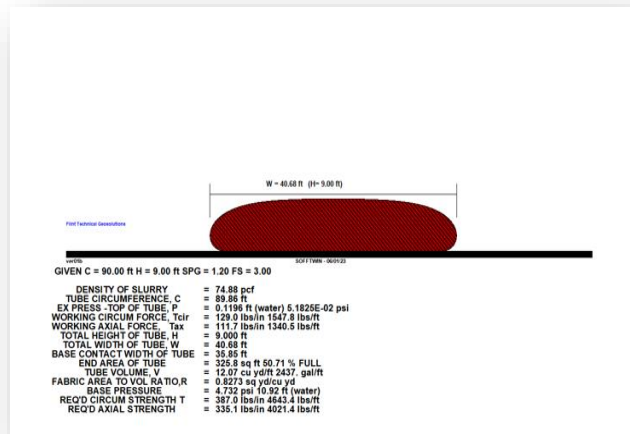 W = 40.68 ft (H= 9.00 ft)
Flint Technical Geosolutions
ver01b SOFFTWIN - 06/01/23
GIVEN C = 90.00 ft H = 9.00 ft SPG = 1.20 FS = 3.00
DENSITY OF SLURRY = 74.88 pcf
TUBE CIRCUMFERENCE, C = 89.86 ft
EX PRESS -TOP OF TUBE, P = 0.1196 ft (water) 5.1825E-02 psi
WORKING CIRCUM FORCE, Tcir = 129.0 lbs/in 1547.8 lbs/ft
WORKING AXIAL FORCE, Tax = 111.7 lbs/in 1340.5 lbs/ft
TOTAL HEIGHT OF TUBE, H = 9.000 ft
TOTAL WIDTH OF TUBE, W = 40.68 ft
BASE CONTACT WIDTH OF TUBE = 35.85 ft
END AREA OF TUBE = 325.8 sq ft 50.71 % FULL
TUBE VOLUME, V = 12.07 cu yd/ft 2437. gal/ft
FABRIC AREA TO VOL RATIO,R = 0.8273 sq yd/cu yd
BASE PRESSURE = 4.732 psi 10.92 ft (water)
REQ'D CIRCUM STRENGTH T = 387.0 lbs/in 4643.4 lbs/ft
REQ'D AXIAL STRENGTH = 335.1 lbs/in 4021.4 lbs/ft